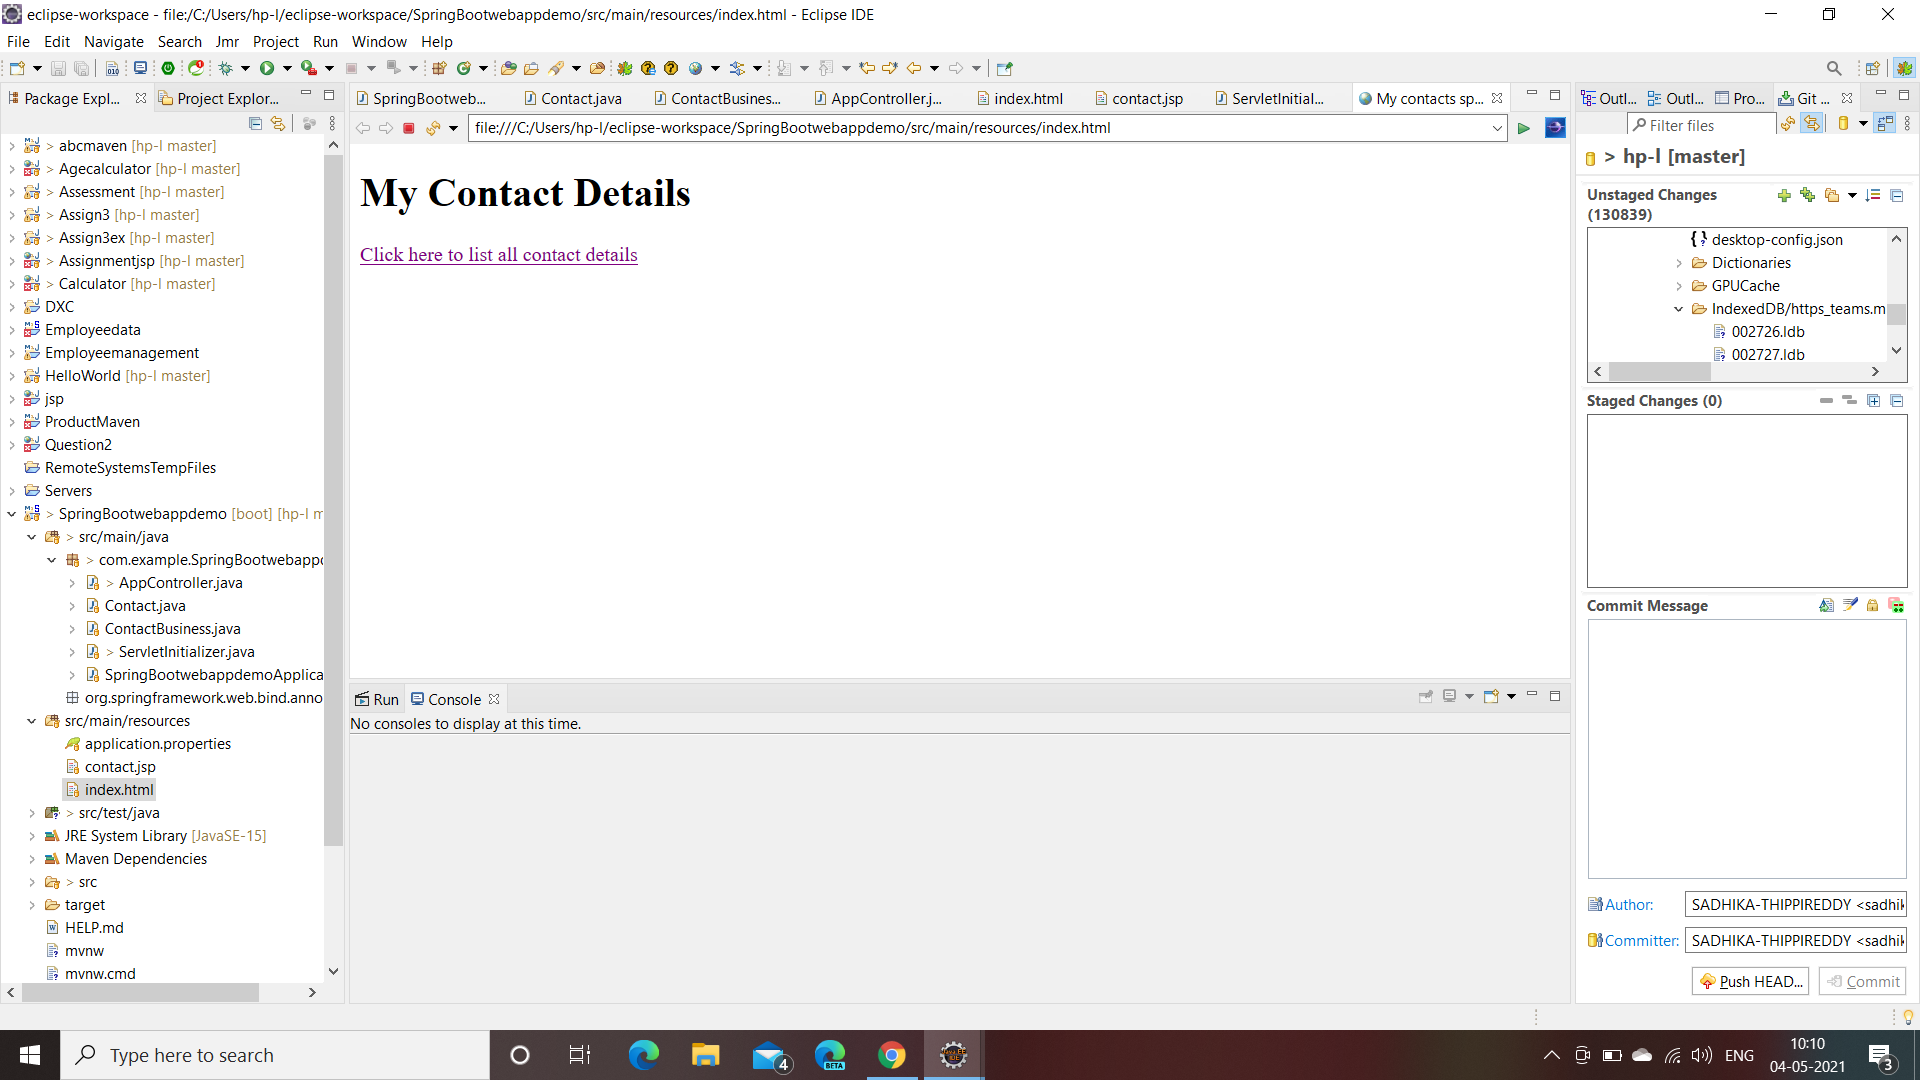 eclipse-workspace - file:/C:/Users/hp-l/eclipse-workspace/SpringBootwebappdemo/src/main/resources/index.html - Eclipse IDE
File Edit Navigate Search Jmr Project Run Window Help
Package Expl... Project Explor...
> abcmaven [hp-l master]
> Agecalculator [hp-l master]
> Assessment [hp-l master]
> Assign3 [hp-l master]
> Assign3ex [hp-l master]
> Assignmentjsp [hp-l master]
> Calculator [hp-l master]
DXC
Employeedata
Employeemanagement
HelloWorld [hp-l master]
jsp
ProductMaven
Question2
RemoteSystemsTempFiles
Servers
> SpringBootwebappdemo [boot] [hp-l m
> src/main/java
> com.example.SpringBootwebappd
> AppController.java
Contact.java
ContactBusiness.java
> ServletInitializer.java
SpringBootwebappdemoApplica
org.springframework.web.bind.anno
src/main/resources
application.properties
contact.jsp
index.html
> src/test/java
JRE System Library [JavaSE-15]
Maven Dependencies
> src
target
HELP.md
mvnw
mvnw.cmd
SpringBootweb... Contact.java ContactBusines... AppController.j... index.html contact.jsp ServletInitial... My contacts sp...
file:///C:/Users/hp-l/eclipse-workspace/SpringBootwebappdemo/src/main/resources/index.html
My Contact Details
Click here to list all contact details
Run Console
No consoles to display at this time.
Outl... Outl... Pro... Git ...
Filter files
> hp-l [master]
Unstaged Changes
(130839)
desktop-config.json
Dictionaries
GPUCache
IndexedDB/https_teams.m
002726.ldb
002727.ldb
Staged Changes (0)
Commit Message
Author: SADHIKA-THIPPIREDDY <sadhik
Committer: SADHIKA-THIPPIREDDY <sadhik
Push HEAD... Commit
Type here to search
4
BETA
ENG
10:10
04-05-2021
3